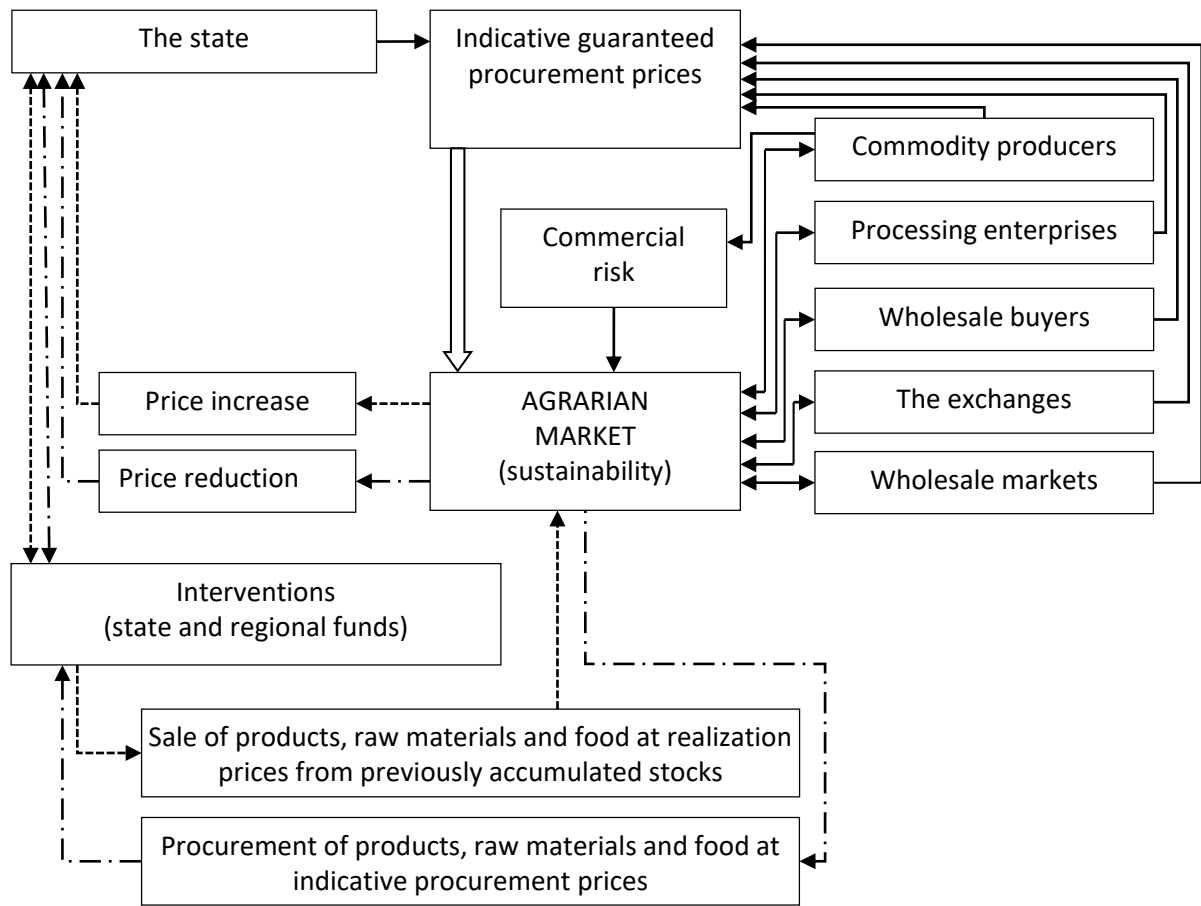 The state
Indicative guaranteed
procurement prices
Commodity producers
Commercial
risk
Processing enterprises
Wholesale buyers
Price increase
AGRARIAN
MARKET
(sustainability)
The exchanges
Price reduction
Wholesale markets
Interventions
(state and regional funds)
Sale of products, raw materials and food at realization
prices from previously accumulated stocks
Procurement of products, raw materials and food at
indicative procurement prices